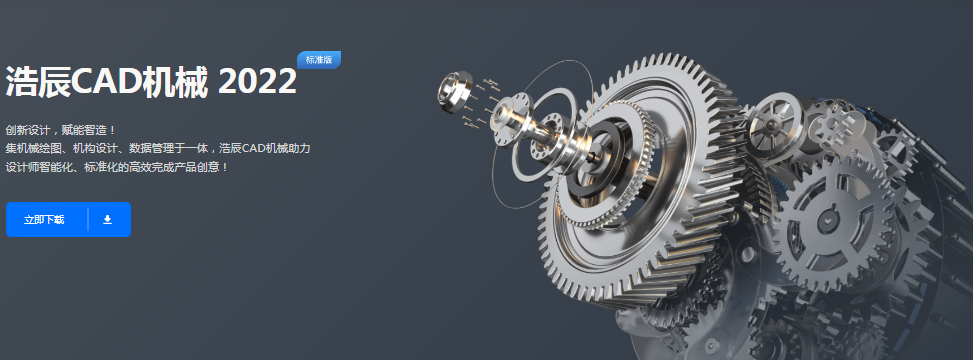 标准版
浩辰CAD机械 2022
创新设计，赋能智造！
集机械绘图、机构设计、数据管理于一体，浩辰CAD机械助力
设计师智能化、标准化的高效完成产品创意！
立即下载